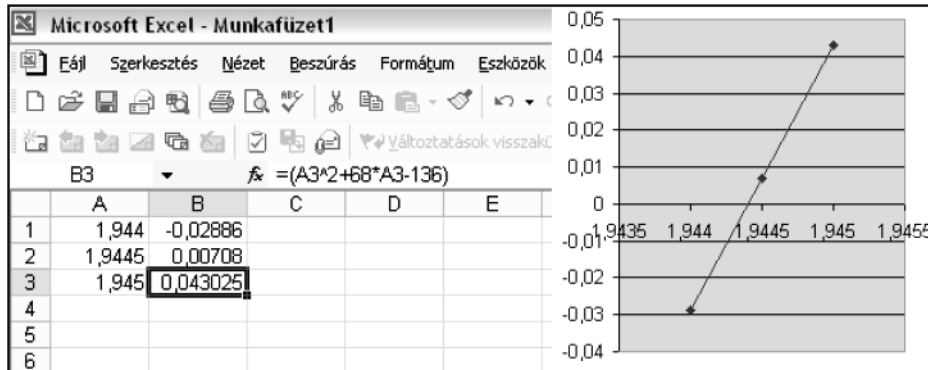 Microsoft Excel - Munkafüzet1
Fájl Szerkesztés Nézet Beszúrás Formátum Eszközök
ABC
Változtatások visszakü
B3 fx =(A3^2+68*A3-136)
A B C D E
1 1,944 -0,02886
2 1,9445 0,00708
3 1,945 0,043025
4
5
6
0,05
0,04
0,03
0,02
0,01
0
-0,01
-0,02
-0,03
-0,04
1,9435 1,944 1,9445 1,945 1,9455